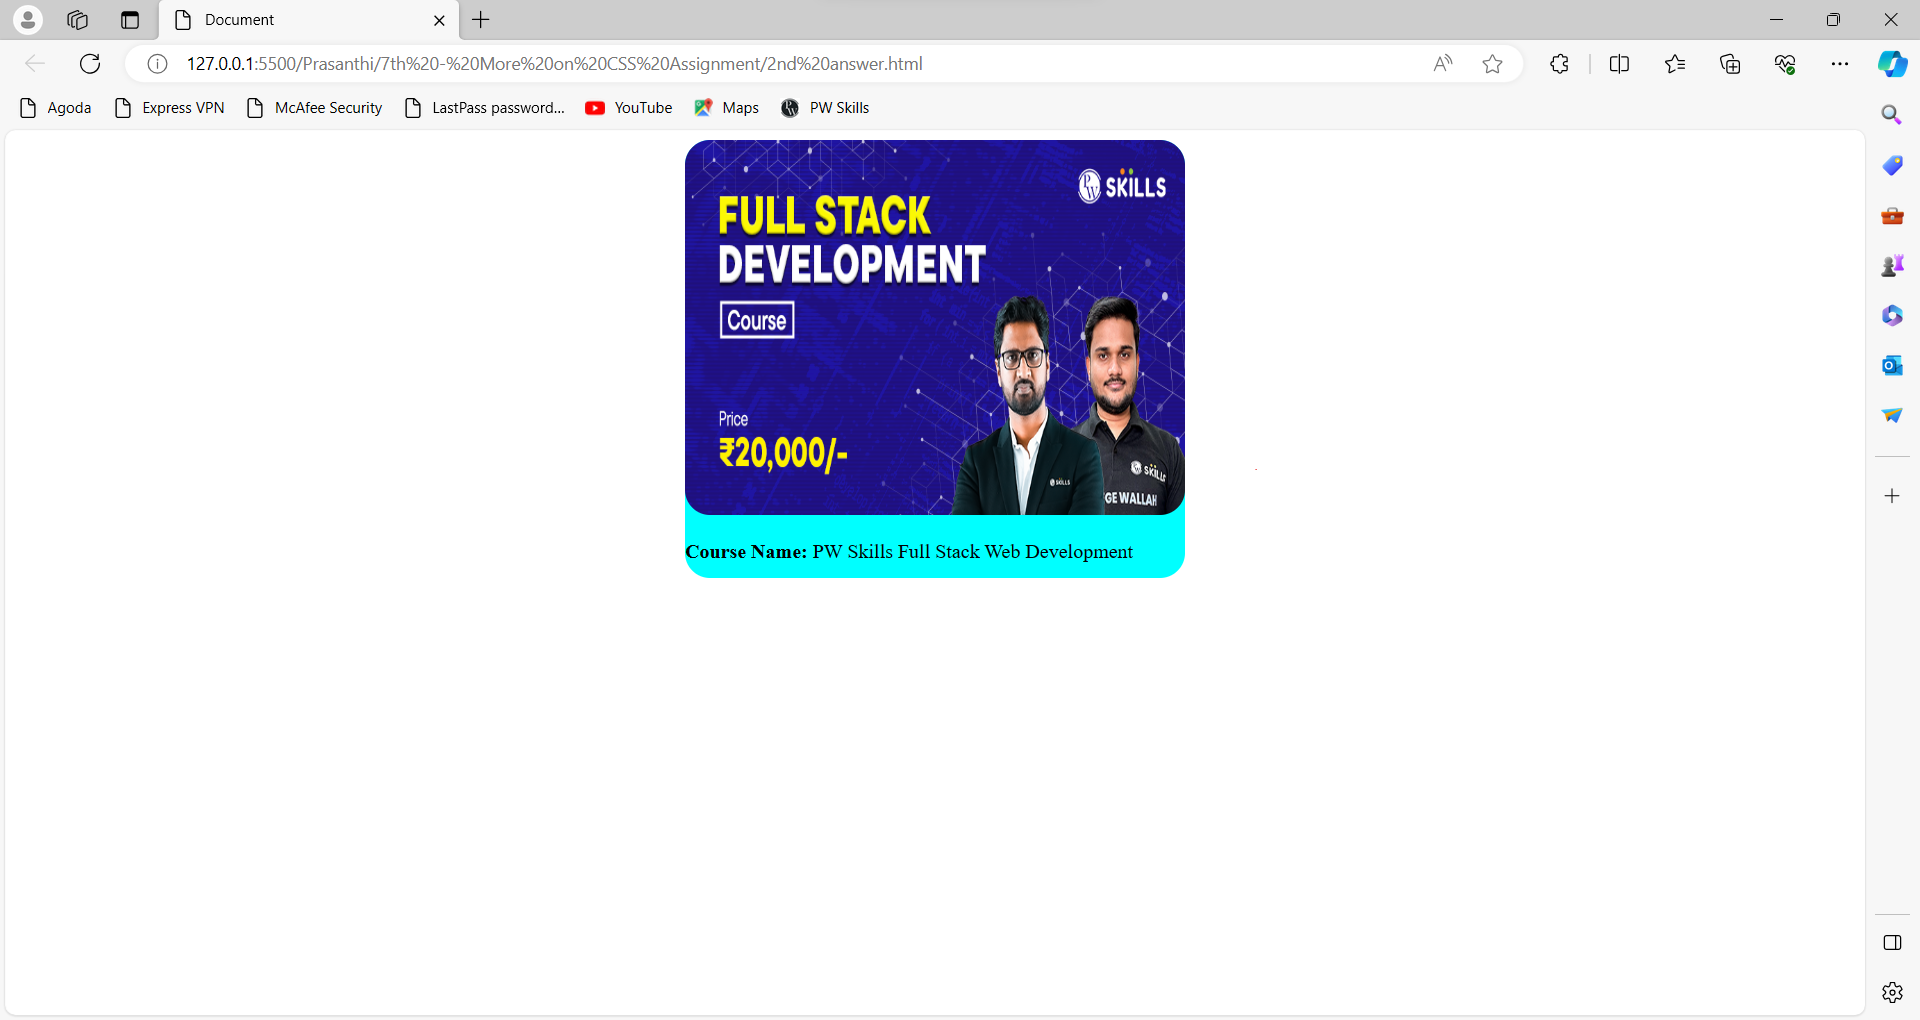 Document
127.0.0.1:5500/Prasanthi/7th%20-%20More%20on%20CSS%20Assignment/2nd%20answer.html
Agoda
Express VPN
McAfee Security
LastPass password...
YouTube
Maps
PW Skills
PW SKILLS
FULL STACK
DEVELOPMENT
Course
Price
₹20,000/-
SKILLS
SKILLS
GE WALLAH
Course Name: PW Skills Full Stack Web Development